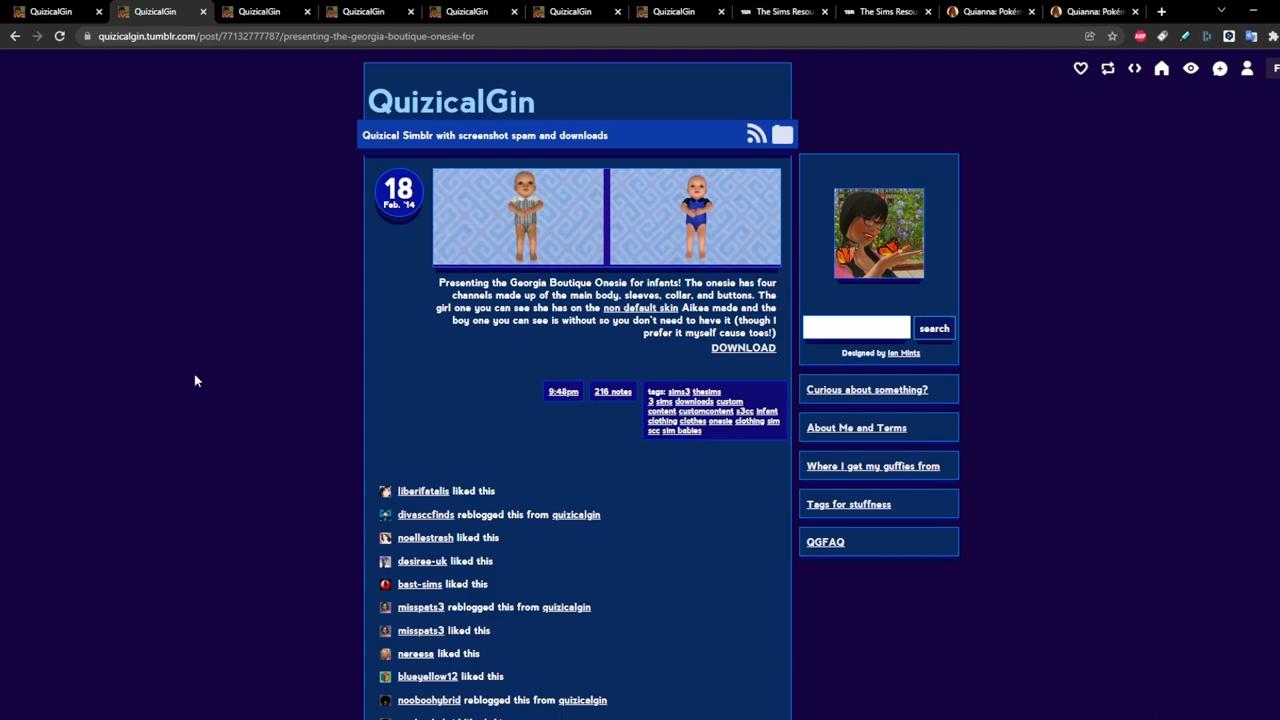 QuizicalGin
QuizicalGin
QuizicalGin
QuizicalGin
QuizicalGin
QuizicalGin
QuizicalGin
The Sims Resou
The Sims Resou
Quianna: Poké
Quianna: Poké
quizicalgin.tumblr.com/post/77132777787/presenting-the-georgia-boutique-onesie-for
QuizicalGin
Quizical Simblr with screenshot spam and downloads
18
Feb. '14
Presenting the Georgia Boutique Onesie for infants! The onesie has four
channels made up of the main body, sleeves, collar, and buttons. The
girl one you can see she has on the non default skin Aikea made and the
boy one you can see is without so you don't need to have it (though I
prefer it myself cause toes!)
DOWNLOAD
9:48pm
216 notes
tags: sims3 thesims
3 sims downloads custom
content customcontent s3cc infant
clothing clothes onesie clothing sim
scc sim babies
liberifatalis liked this
divasccfinds reblogged this from quizicalgin
noellestrash liked this
desiree-uk liked this
bast-sims liked this
misspats3 reblogged this from quizicalgin
misspats3 liked this
nereesa liked this
blueyellow12 liked this
nooboohybrid reblogged this from quizicalgin
search
Designed by Ian Mintz
Curious about something?
About Me and Terms
Where I get my guffies from
Tags for stuffness
QGFAQ
ABP
F